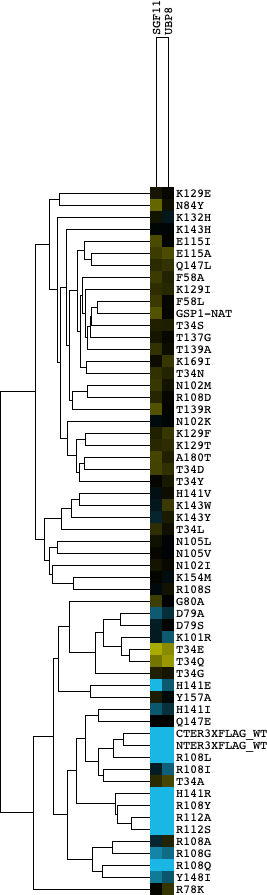 SGF11
UBP8
K129E
N84Y
K132H
K143H
E115I
E115A
Q147L
F58A
K129I
F58L
GSP1-NAT
T34S
T137G
T139A
K169I
T34N
N102M
R108D
T139R
N102K
K129F
K129T
A180T
T34D
T34Y
H141V
K143W
K143Y
T34L
N105L
N105V
N102I
K154M
R108S
G80A
D79A
D79S
K101R
T34E
T34Q
T34G
H141E
Y157A
H141I
Q147E
CTER3XFLAG_WT
NTER3XFLAG_WT
R108L
R108I
T34A
H141R
R108Y
R112A
R112S
R108A
R108G
R108Q
Y148I
R78K